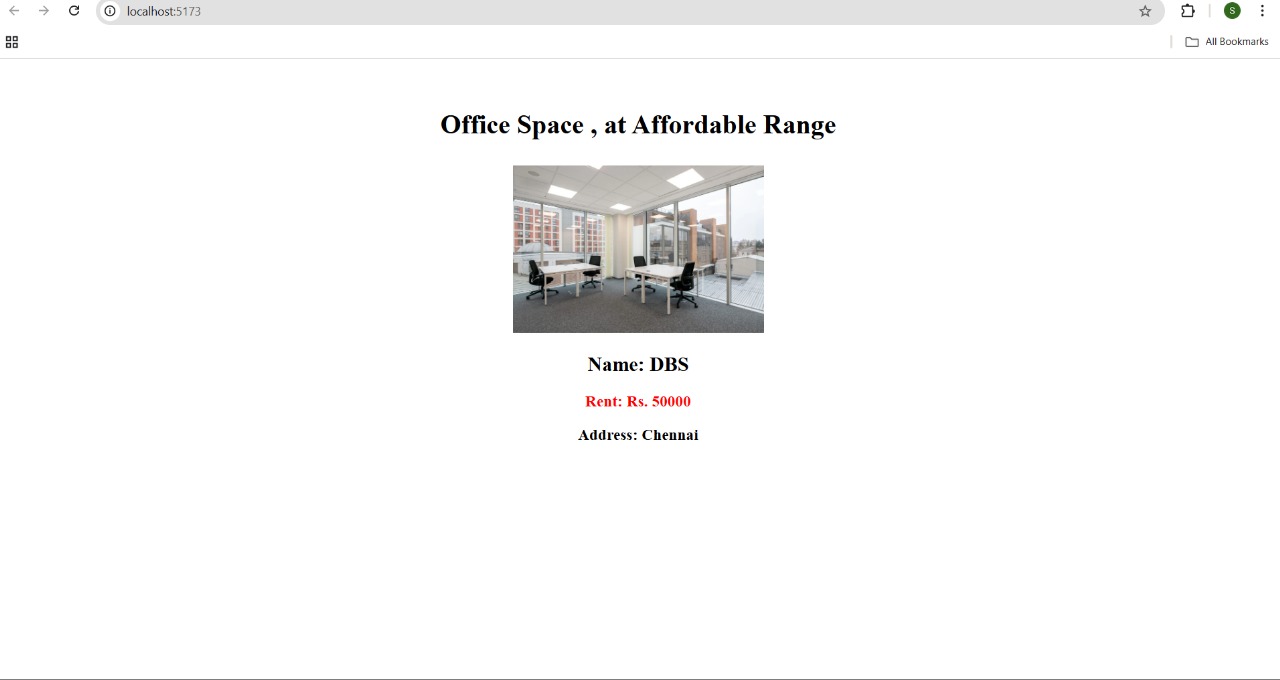 localhost:5173
S
All Bookmarks
Office Space , at Affordable Range
Name: DBS
Rent: Rs. 50000
Address: Chennai